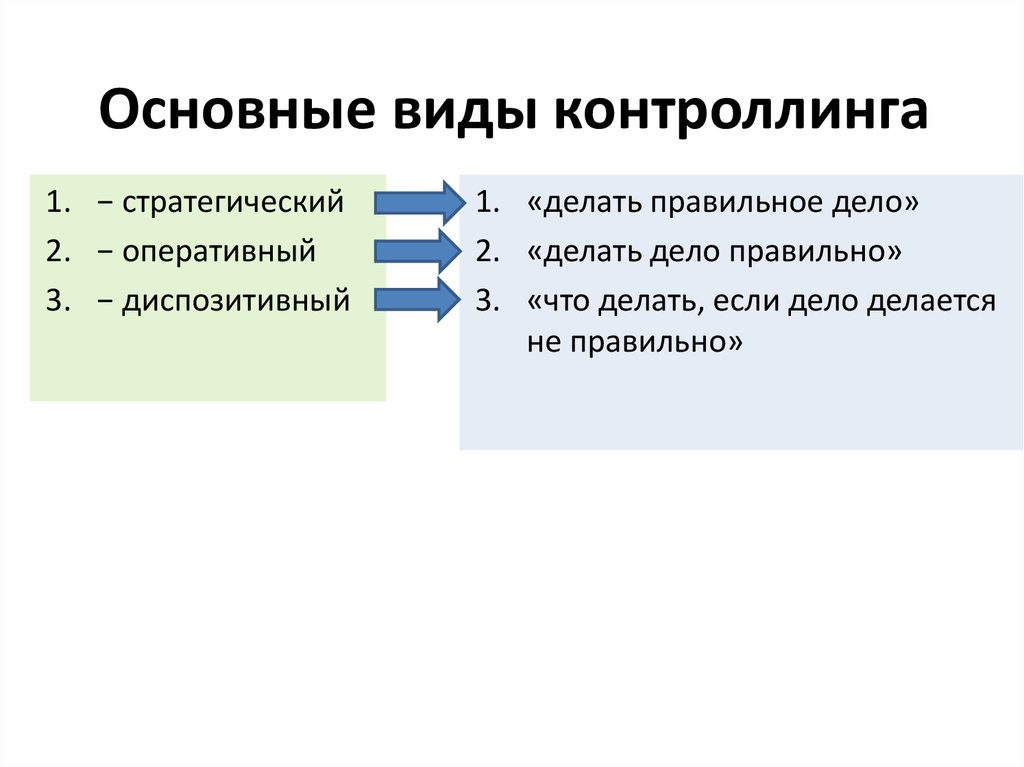 Основные виды контроллинга
1. – стратегический
2. – оперативный
3. – диспозитивный
1. «делать правильное дело»
2. «делать дело правильно»
3. «что делать, если дело делается
не правильно»